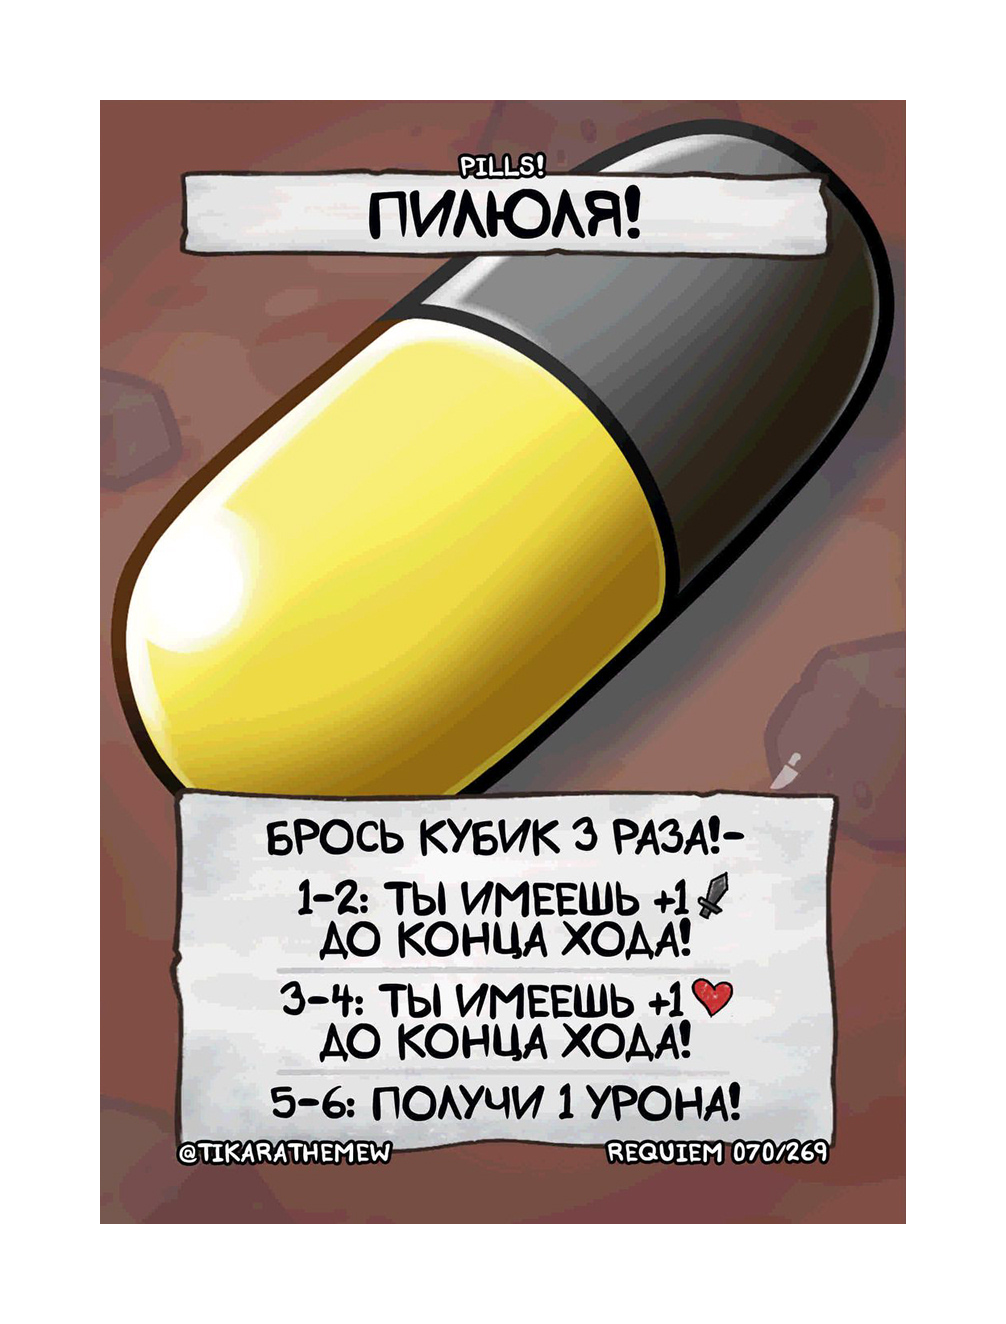 PILLS!
ПИЛЮЛЯ!
БРОСЬ КУБИК 3 РАЗА!-
1-2: ТЫ ИМЕЕШЬ +1
ДО КОНЦА ХОДА!
3-4: ТЫ ИМЕЕШЬ +1
ДО КОНЦА ХОДА!
5-6: ПОЛУЧИ 1 УРОНА!
@TIKARATHEMEW
REQUIEM 070/269